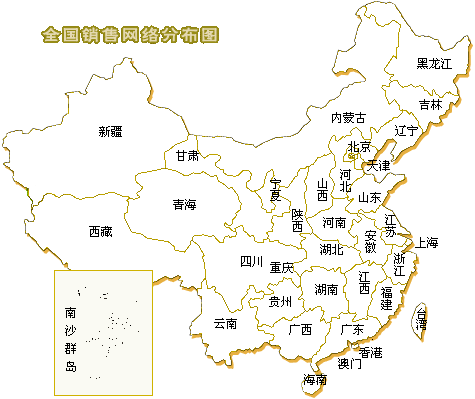 全国销售网络分布图
黑龙江
吉林
辽宁
内蒙古
新疆
甘肃
北京
天津
河北
山西
宁夏
山东
青海
陕西
河南
江苏
安徽
上海
西藏
四川
重庆
湖北
浙江
江西
湖南
福建
贵州
云南
广西
广东
台湾
香港
澳门
海南
南沙群岛